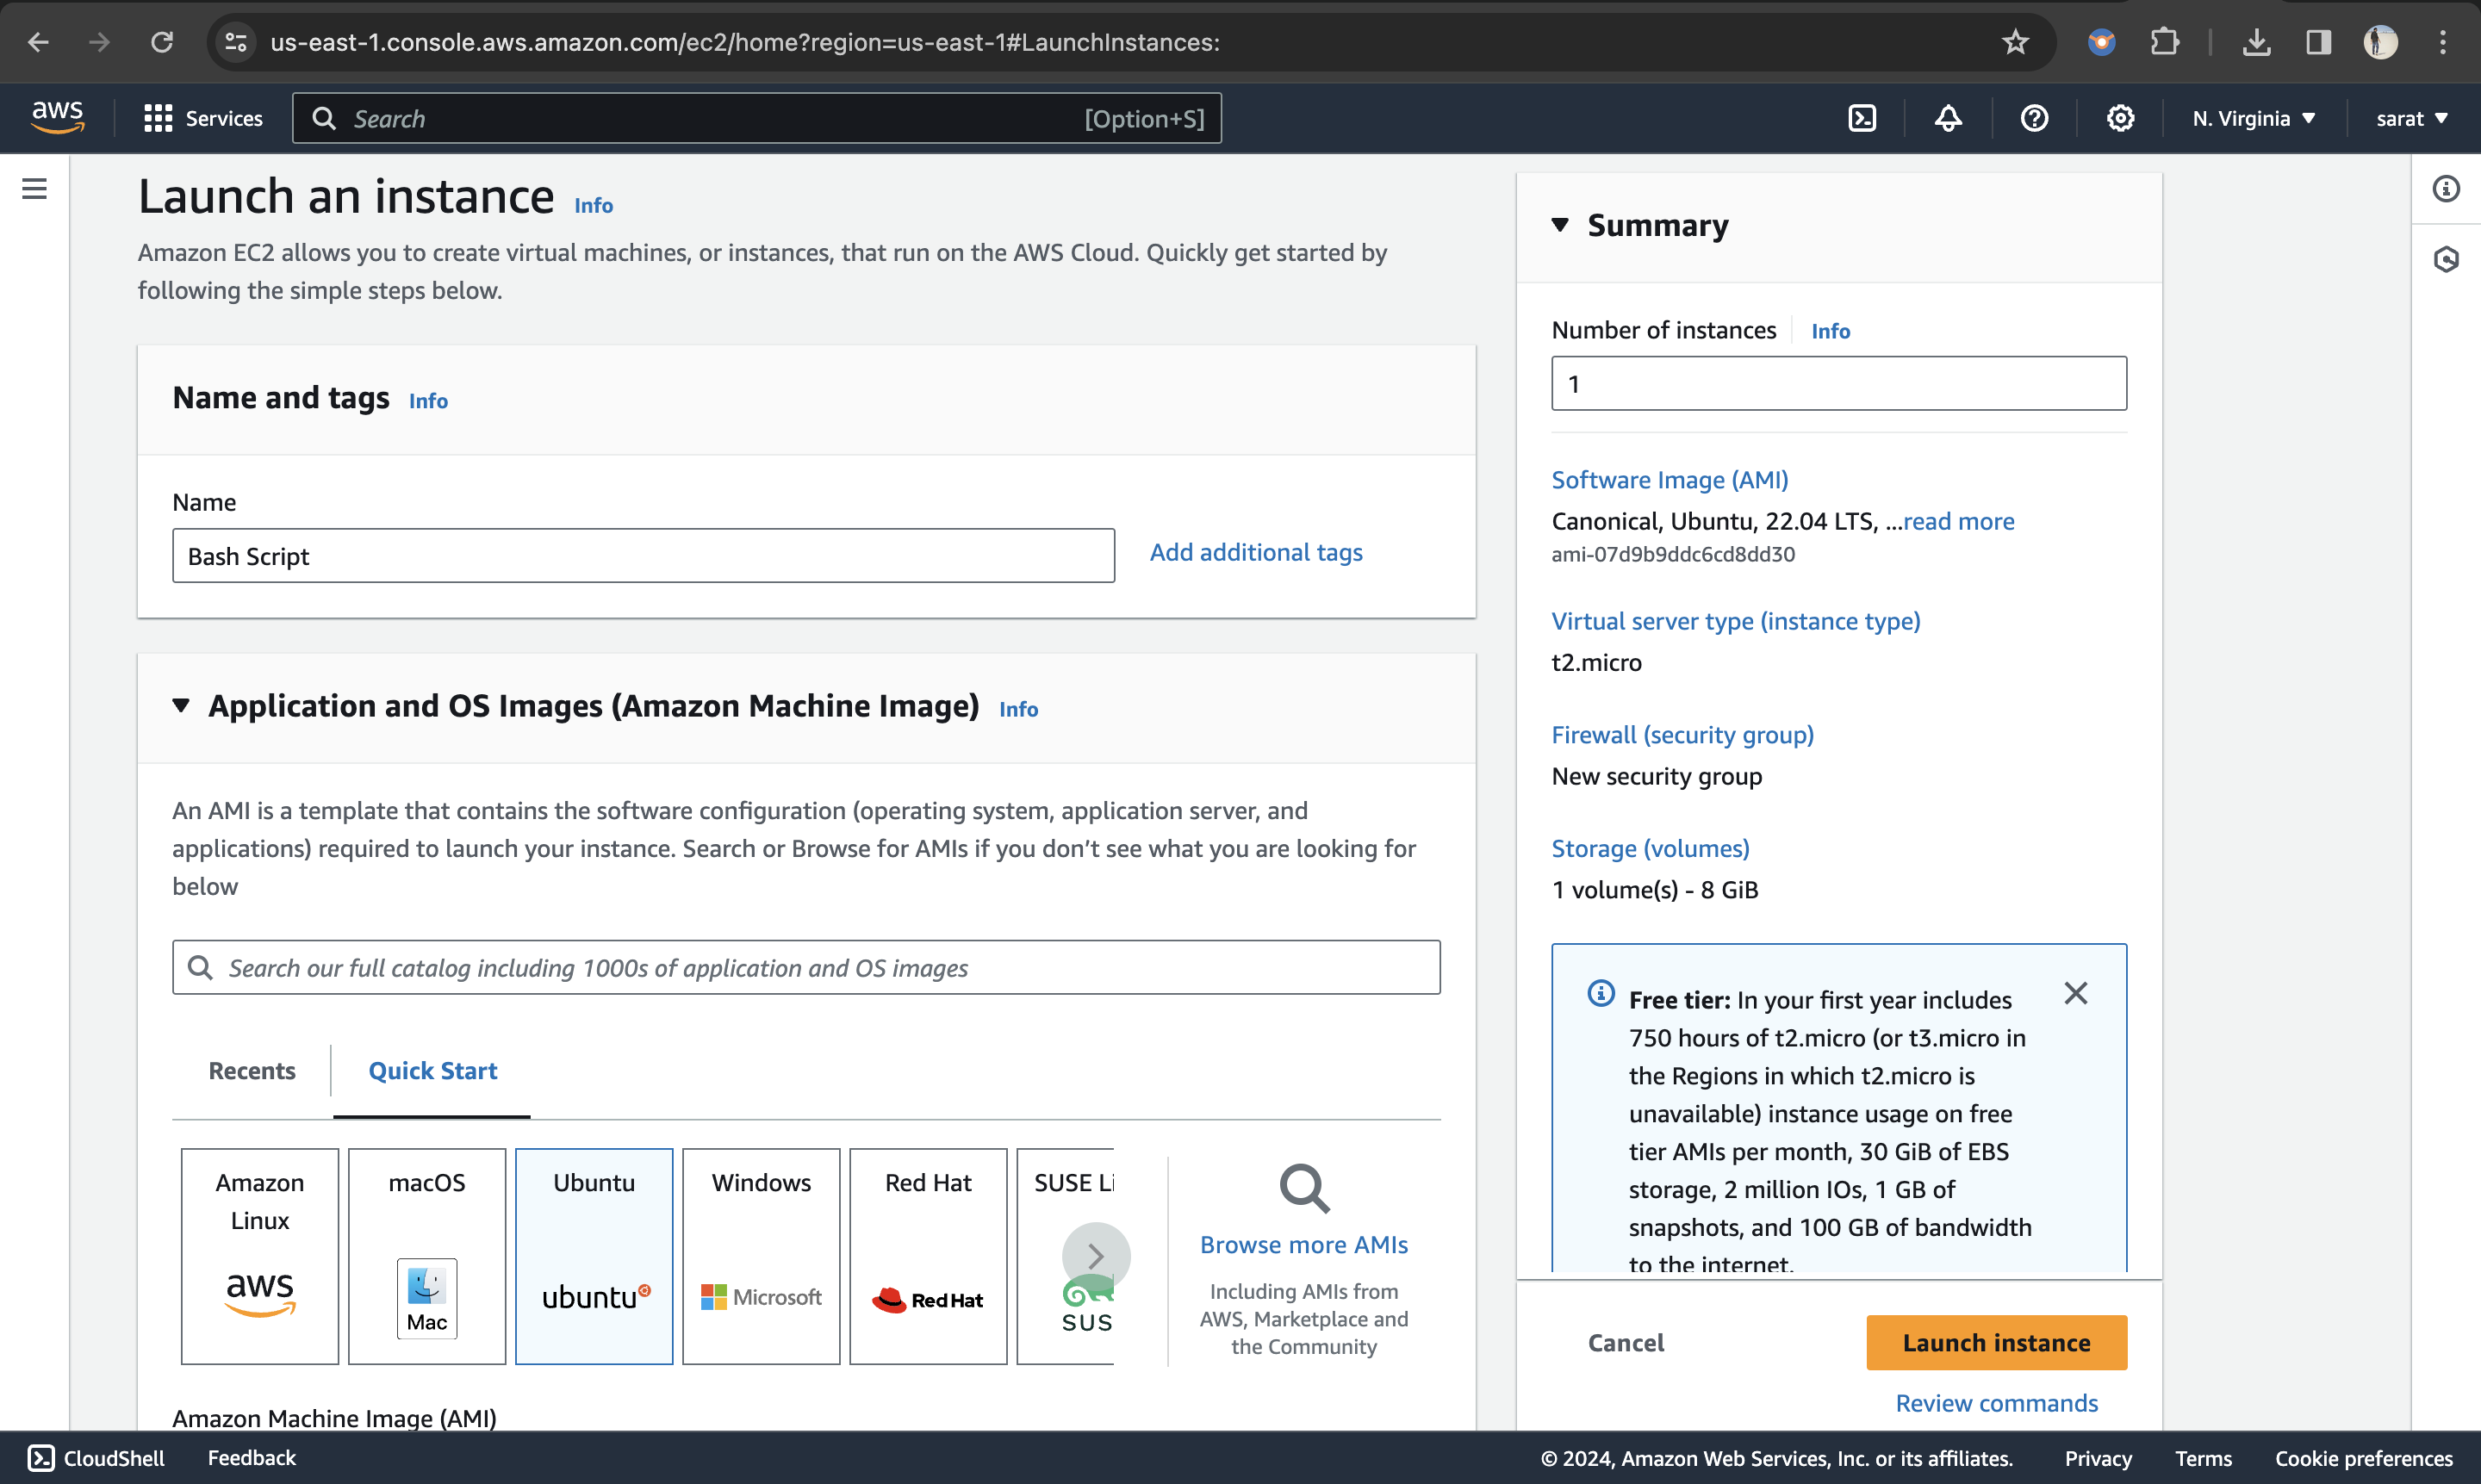 us-east-1.console.aws.amazon.com/ec2/home?region=us-east-1#LaunchInstances:
aws
Services
Search
[Option+S]
N. Virginia
sarat
Launch an instance Info
Amazon EC2 allows you to create virtual machines, or instances, that run on the AWS Cloud. Quickly get started by
following the simple steps below.
Name and tags Info
Name
Bash Script
Add additional tags
Application and OS Images (Amazon Machine Image) Info
An AMI is a template that contains the software configuration (operating system, application server, and
applications) required to launch your instance. Search or Browse for AMIs if you don’t see what you are looking for
below
Search our full catalog including 1000s of application and OS images
Recents
Quick Start
Amazon
Linux
aws
macOS
Mac
Ubuntu
ubuntu
Windows
Microsoft
Red Hat
Red Hat
SUSE Li
SUS
Browse more AMIs
Including AMIs from
AWS, Marketplace and
the Community
Amazon Machine Image (AMI)
Summary
Number of instances Info
1
Software Image (AMI)
Canonical, Ubuntu, 22.04 LTS, ...read more
ami-07d9b9ddc6cd8dd30
Virtual server type (instance type)
t2.micro
Firewall (security group)
New security group
Storage (volumes)
1 volume(s) - 8 GiB
Free tier: In your first year includes
750 hours of t2.micro (or t3.micro in
the Regions in which t2.micro is
unavailable) instance usage on free
tier AMIs per month, 30 GiB of EBS
storage, 2 million IOs, 1 GB of
snapshots, and 100 GB of bandwidth
to the internet.
Cancel
Launch instance
Review commands
CloudShell
Feedback
© 2024, Amazon Web Services, Inc. or its affiliates.
Privacy
Terms
Cookie preferences